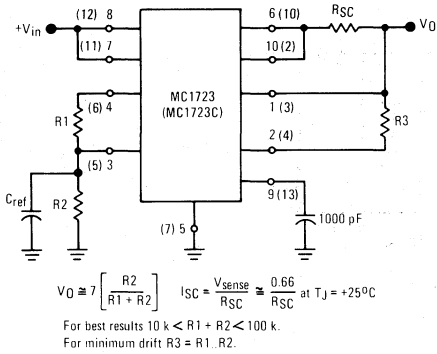 +Vin
(12) 8
(11) 7
(6) 4
R1
(5) 3
Cref
R2
MC1723
(MC1723C)
(7) 5
6 (10)
10 (2)
1 (3)
2 (4)
9 (13)
RSC
VO
R3
1000 pF
VO ≅ 7 [ R2 / R1 + R2 ] ISC = Vsense / RSC ≅ 0.66 / RSC at TJ = +25°C
For best results 10 k < R1 + R2 < 100 k.
For minimum drift R3 = R1‖R2.